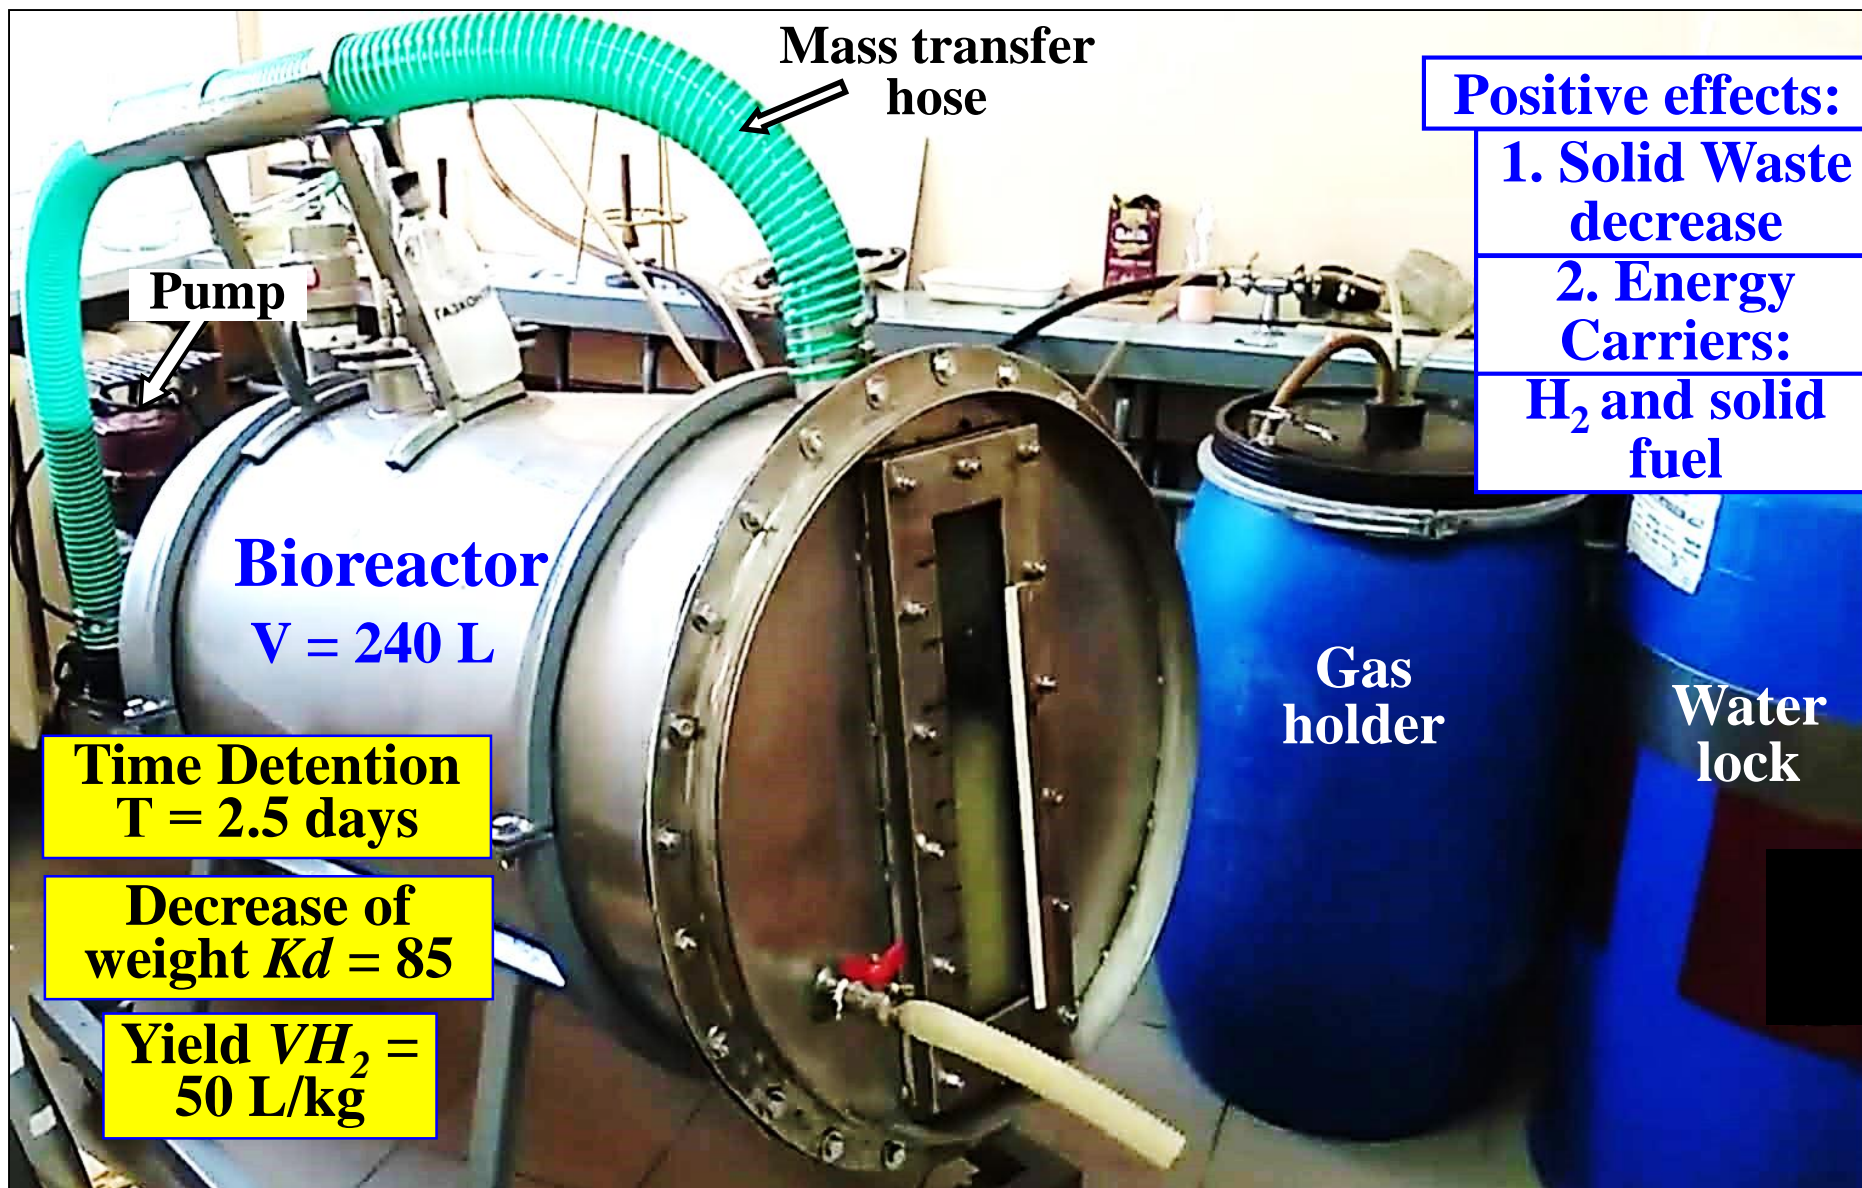 Mass transfer
hose
Positive effects:
1. Solid Waste
decrease
2. Energy
Carriers:
H₂ and solid
fuel
Pump
Bioreactor
V = 240 L
Gas
holder
Water
lock
Time Detention
T = 2.5 days
Decrease of
weight Kd = 85
Yield VH₂ =
50 L/kg